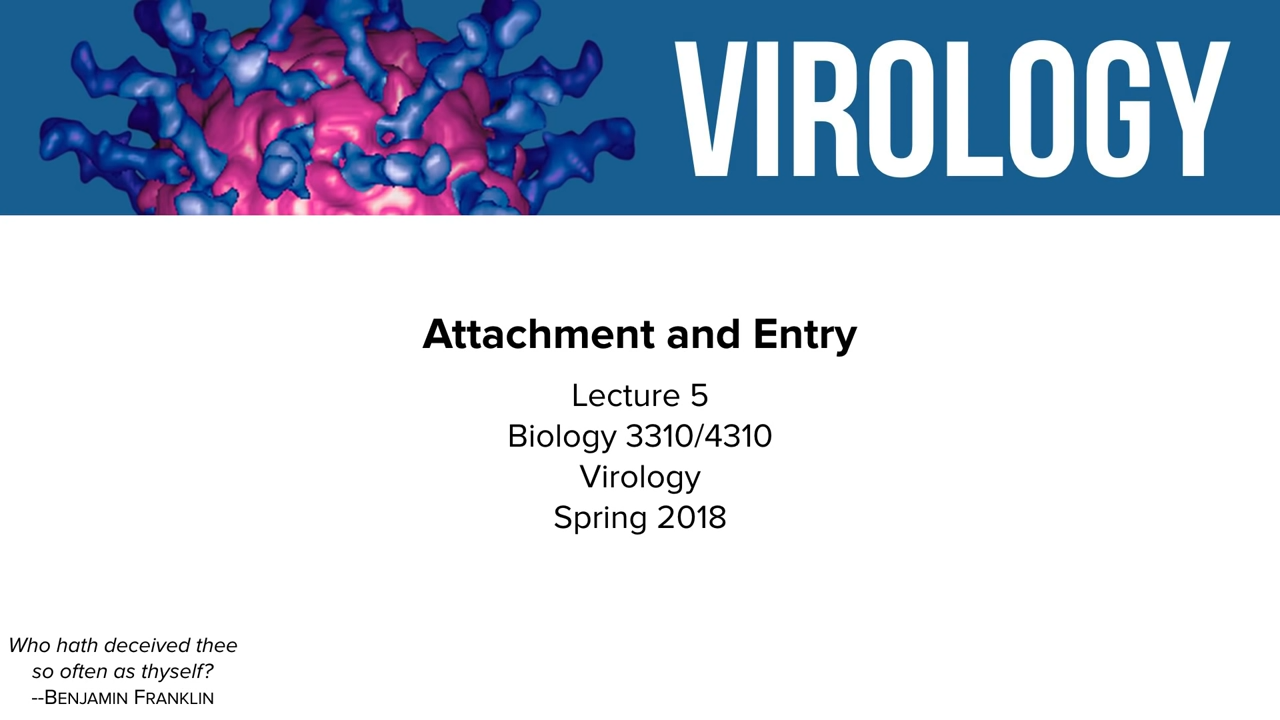 VIROLOGY
Attachment and Entry
Lecture 5
Biology 3310/4310
Virology
Spring 2018
Who hath deceived thee
so often as thyself?
--BENJAMIN FRANKLIN